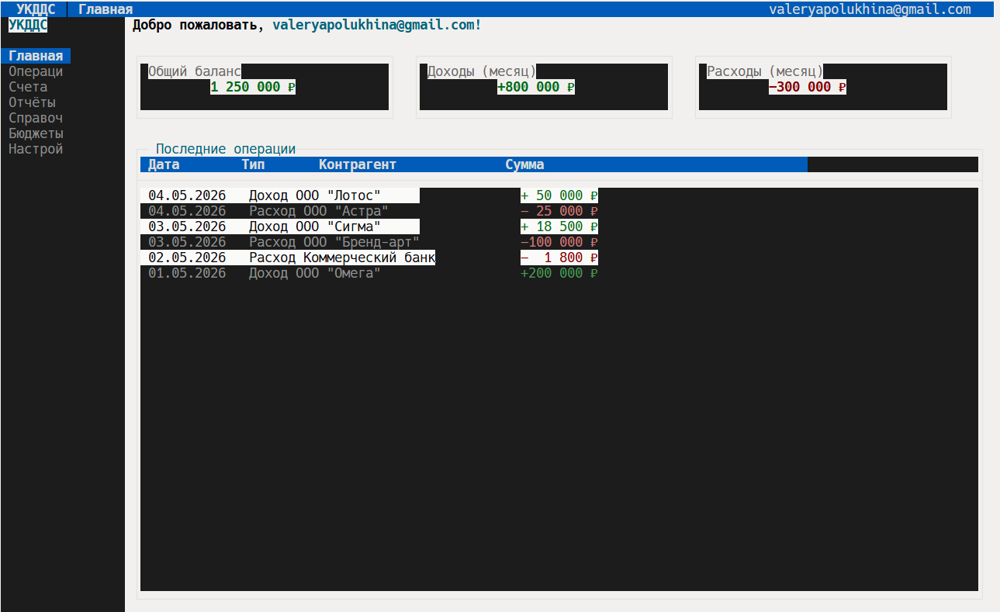 УКДДС │ Главная valeryapolukhina@gmail.com
УКДДС
Добро пожаловать, valeryapolukhina@gmail.com!
Главная
Операци
Счета
Отчёты
Справоч
Бюджеты
Настрой
Общий баланс
1 250 000 ₽
Доходы (месяц)
+800 000 ₽
Расходы (месяц)
−300 000 ₽
Последние операции
Дата Тип Контрагент Сумма
04.05.2026 Доход ООО "Лотос" + 50 000 ₽
04.05.2026 Расход ООО "Астра" − 25 000 ₽
03.05.2026 Доход ООО "Сигма" + 18 500 ₽
03.05.2026 Расход ООО "Бренд-арт" −100 000 ₽
02.05.2026 Расход Коммерческий банк − 1 800 ₽
01.05.2026 Доход ООО "Омега" +200 000 ₽